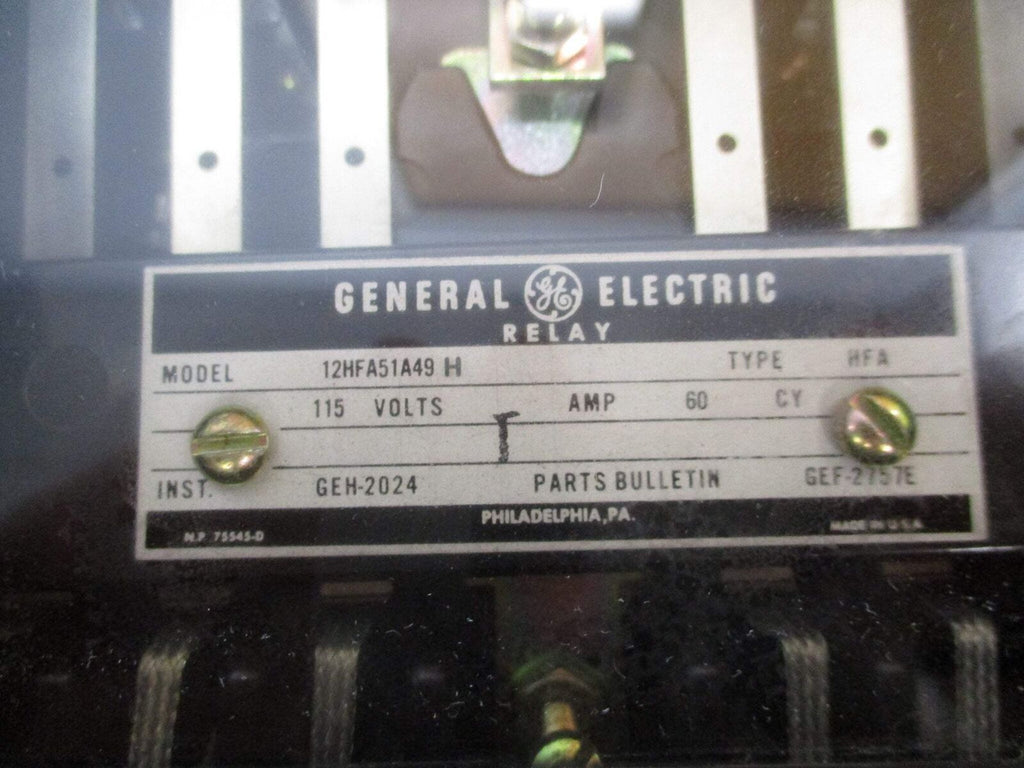 GENERAL GE ELECTRIC
RELAY
MODEL 12HFA51A49 H TYPE HFA
115 VOLTS AMP 60 CY
INST. GEH-2024 PARTS BULLETIN GEF-2757E
PHILADELPHIA, PA.
N.P. 75545-D MADE IN U.S.A.